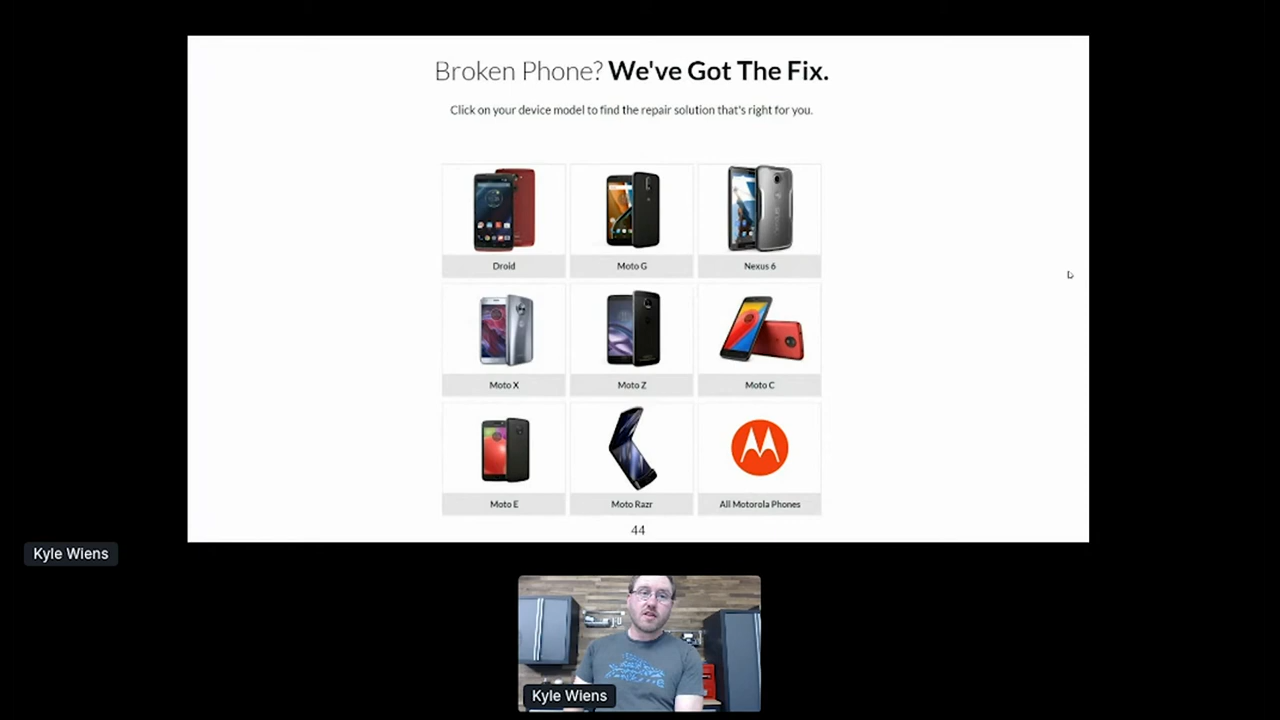 Broken Phone? We've Got The Fix.
Click on your device model to find the repair solution that's right for you.
Droid
Moto G
Nexus 6
Moto X
Moto Z
Moto C
Moto E
Moto Razr
All Motorola Phones
44
Kyle Wiens
Kyle Wiens